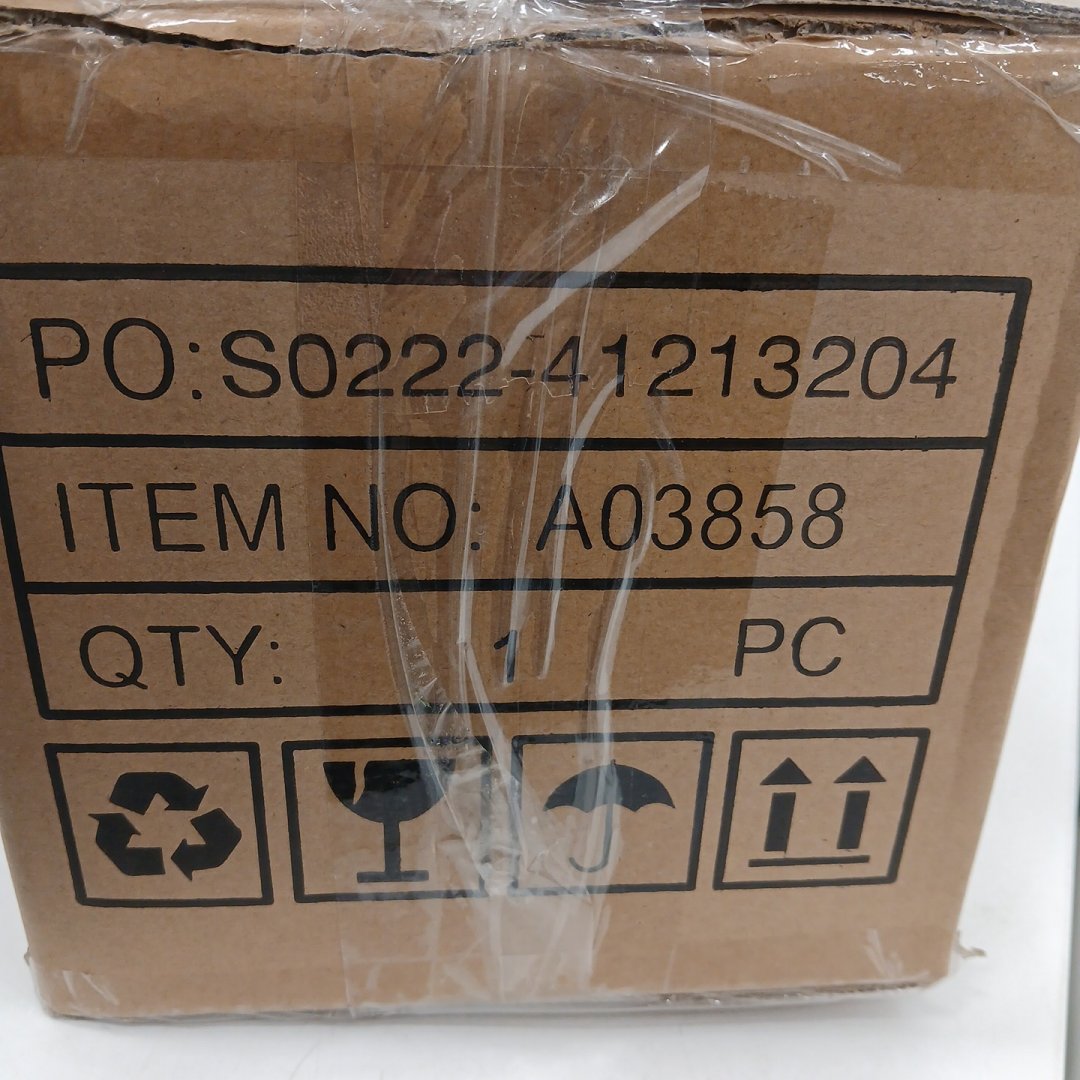 PO:S0222-41213204
ITEM NO: A03858
QTY: 1 PC